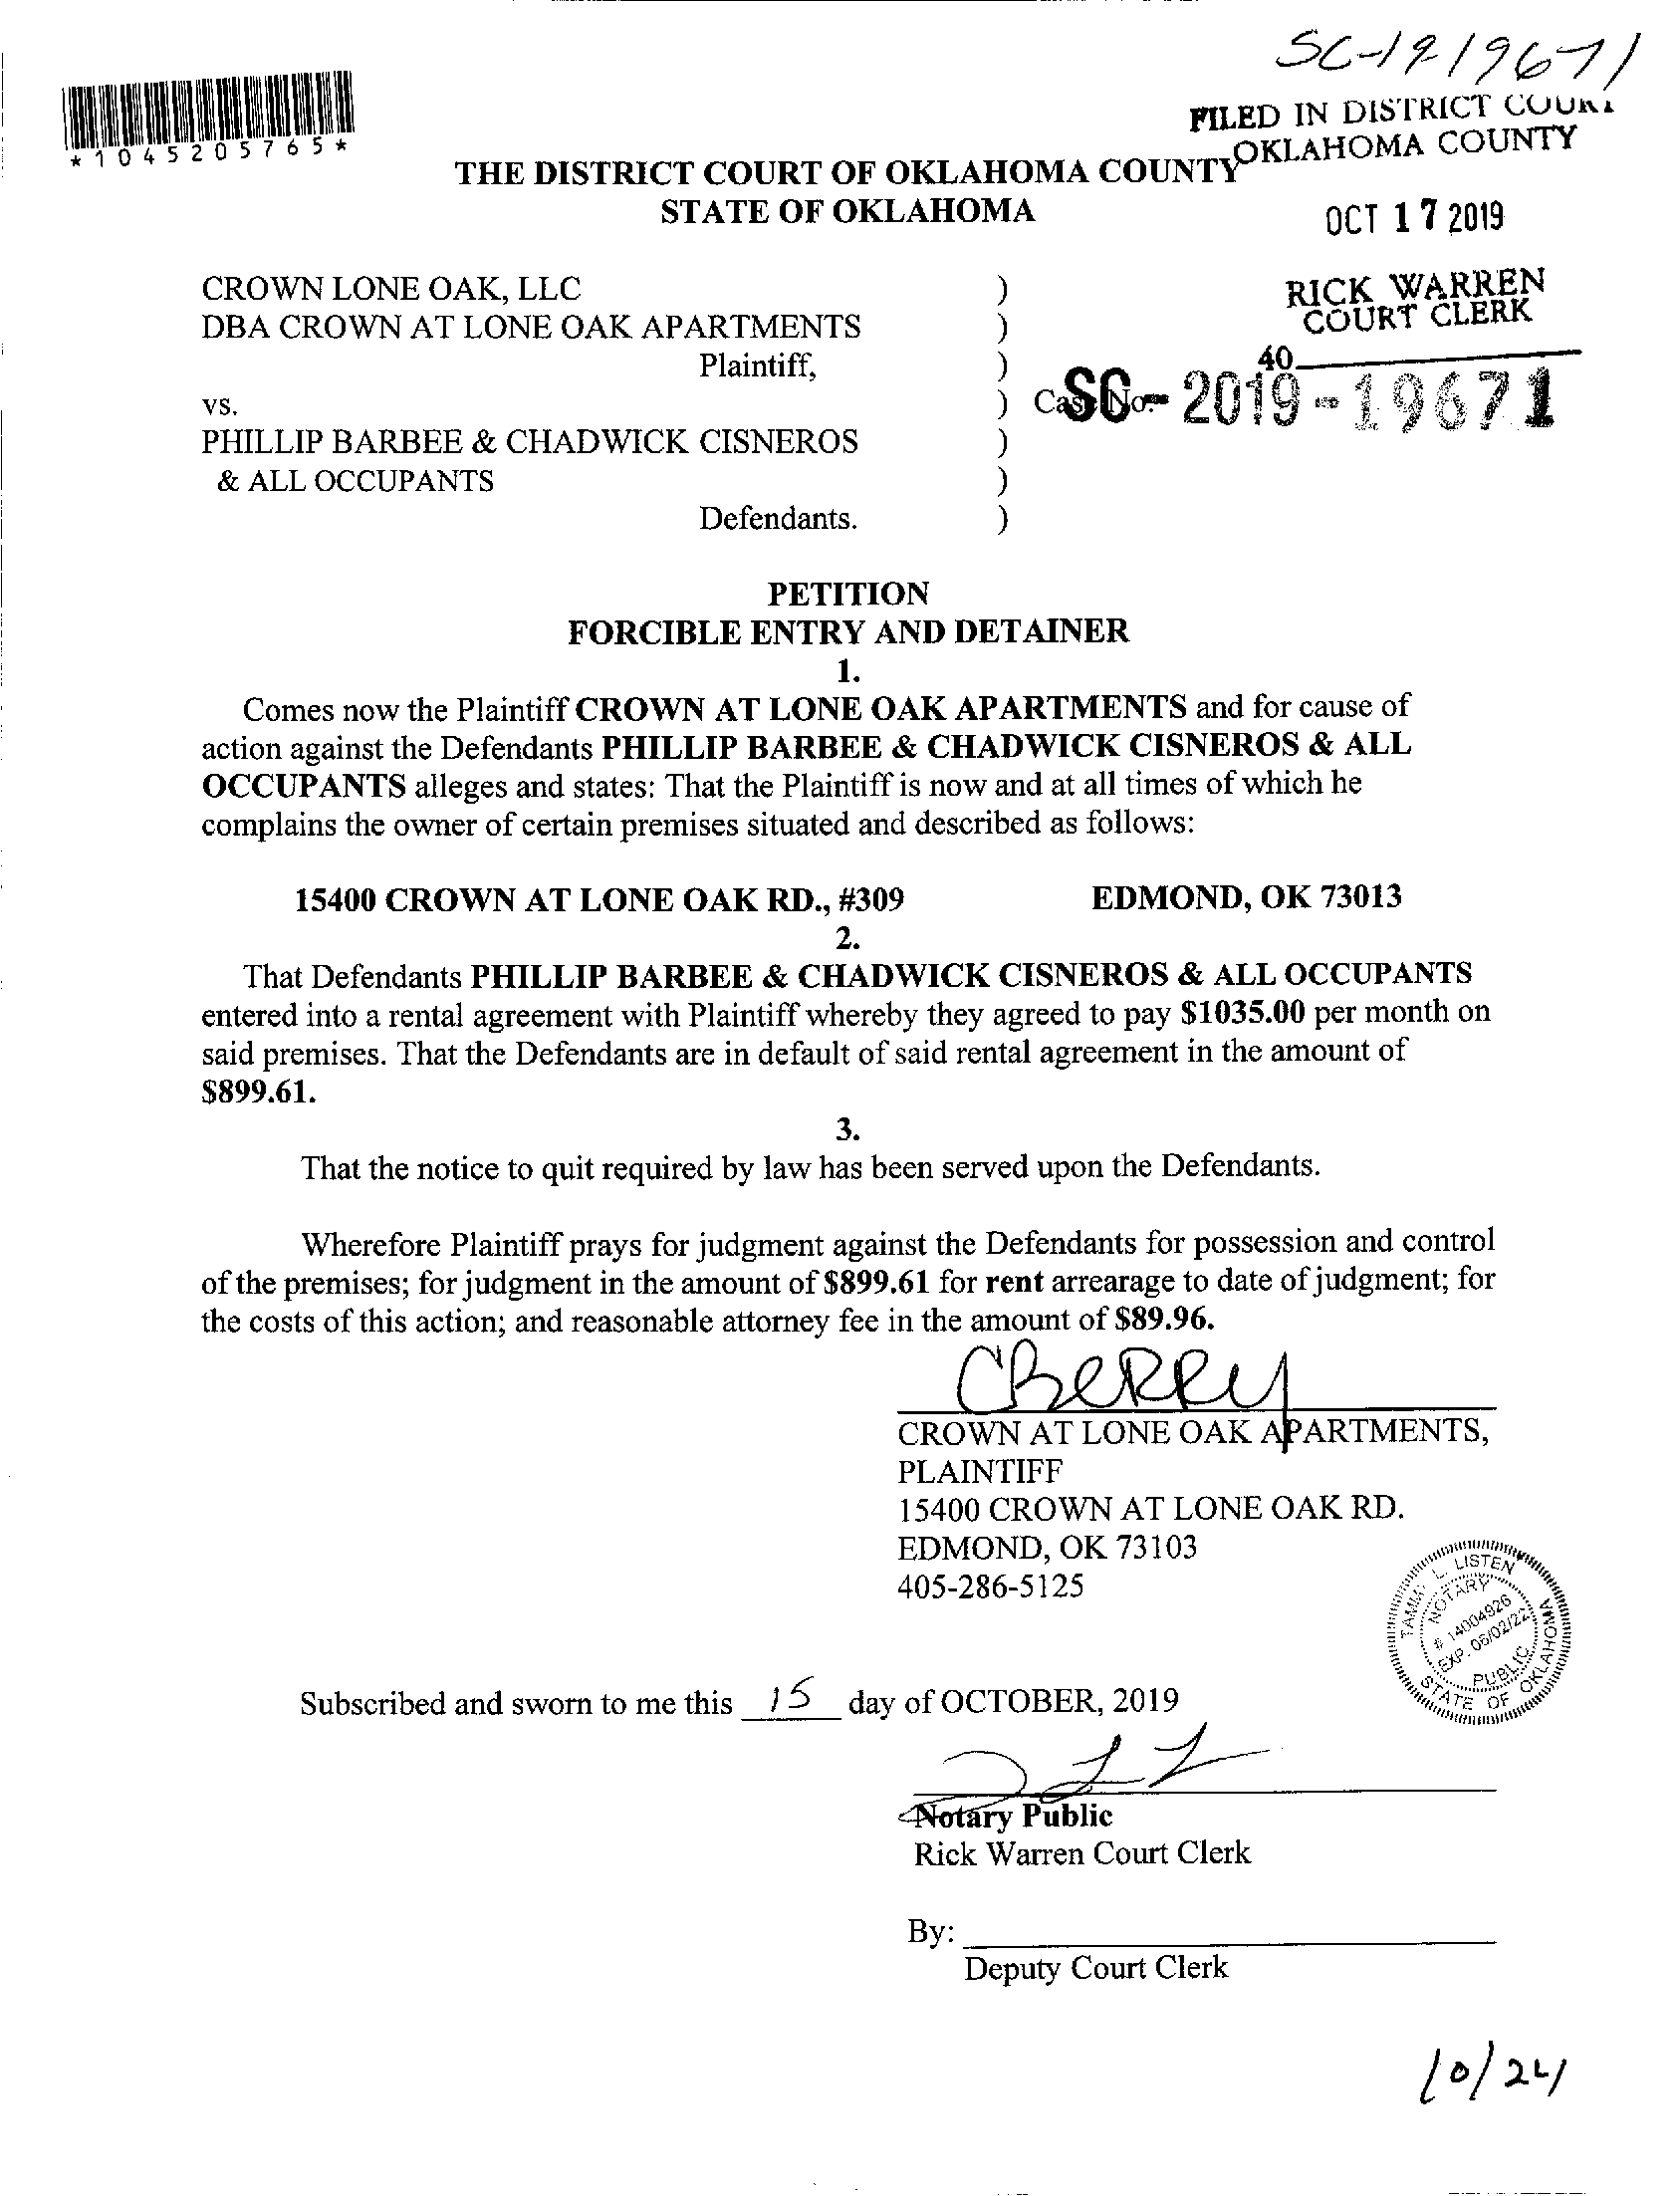 SC-19-19671
FILED IN DISTRICT COURT
OKLAHOMA COUNTY
*1045205765*
THE DISTRICT COURT OF OKLAHOMA COUNTY
STATE OF OKLAHOMA
OCT 17 2019
RICK WARREN
COURT CLERK
40
CROWN LONE OAK, LLC )
DBA CROWN AT LONE OAK APARTMENTS )
Plaintiff, )
vs. ) Case No.
SC-2019-19671
PHILLIP BARBEE & CHADWICK CISNEROS )
& ALL OCCUPANTS )
Defendants. )
PETITION
FORCIBLE ENTRY AND DETAINER
1.
Comes now the Plaintiff CROWN AT LONE OAK APARTMENTS and for cause of
action against the Defendants PHILLIP BARBEE & CHADWICK CISNEROS & ALL
OCCUPANTS alleges and states: That the Plaintiff is now and at all times of which he
complains the owner of certain premises situated and described as follows:
15400 CROWN AT LONE OAK RD., #309 EDMOND, OK 73013
2.
That Defendants PHILLIP BARBEE & CHADWICK CISNEROS & ALL OCCUPANTS
entered into a rental agreement with Plaintiff whereby they agreed to pay $1035.00 per month on
said premises. That the Defendants are in default of said rental agreement in the amount of
$899.61.
3.
That the notice to quit required by law has been served upon the Defendants.
Wherefore Plaintiff prays for judgment against the Defendants for possession and control
of the premises; for judgment in the amount of $899.61 for rent arrearage to date of judgment; for
the costs of this action; and reasonable attorney fee in the amount of $89.96.
CBERRY
CROWN AT LONE OAK APARTMENTS,
PLAINTIFF
15400 CROWN AT LONE OAK RD.
EDMOND, OK 73103
405-286-5125
TAMMY L. LISTEN
NOTARY
# 14004926
EXP. 06/02/22
PUBLIC
STATE OF OKLAHOMA
Subscribed and sworn to me this 15 day of OCTOBER, 2019
Notary Public
Rick Warren Court Clerk
By:
Deputy Court Clerk
10/24